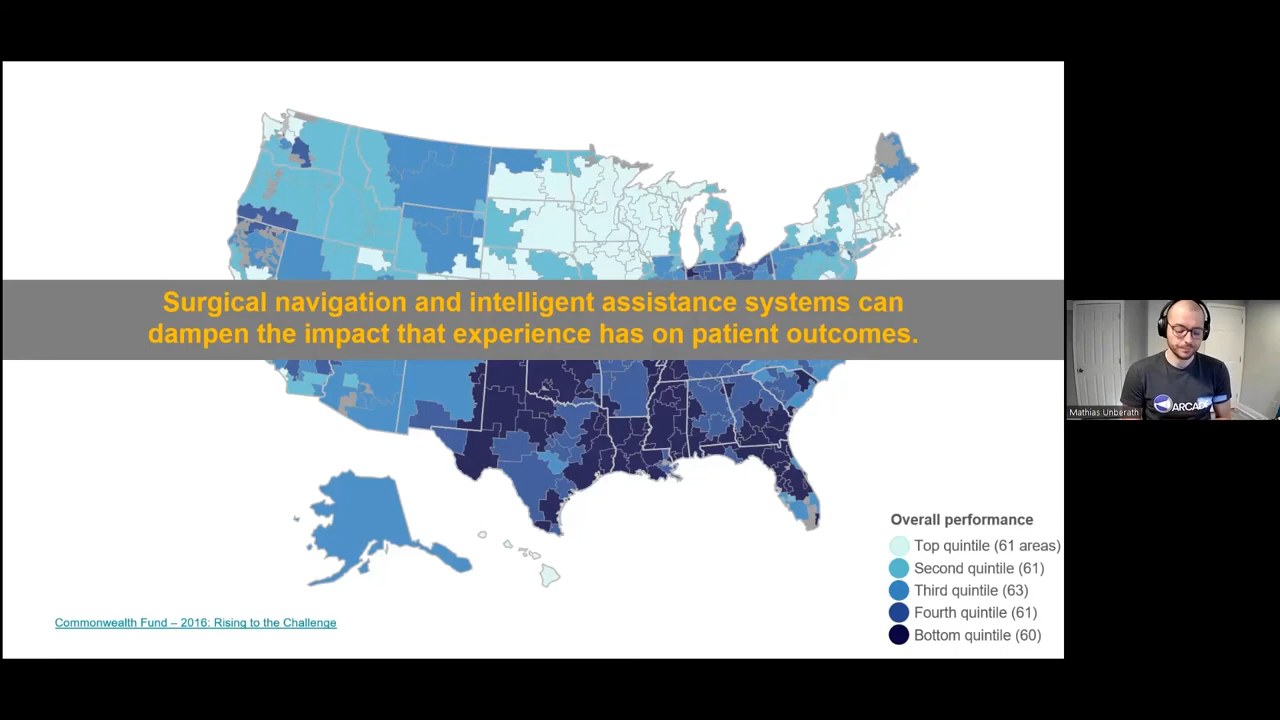 Surgical navigation and intelligent assistance systems can
dampen the impact that experience has on patient outcomes.
Overall performance
Top quintile (61 areas)
Second quintile (61)
Third quintile (63)
Fourth quintile (61)
Bottom quintile (60)
Commonwealth Fund – 2016: Rising to the Challenge
Mathias Unberath
ARCADE